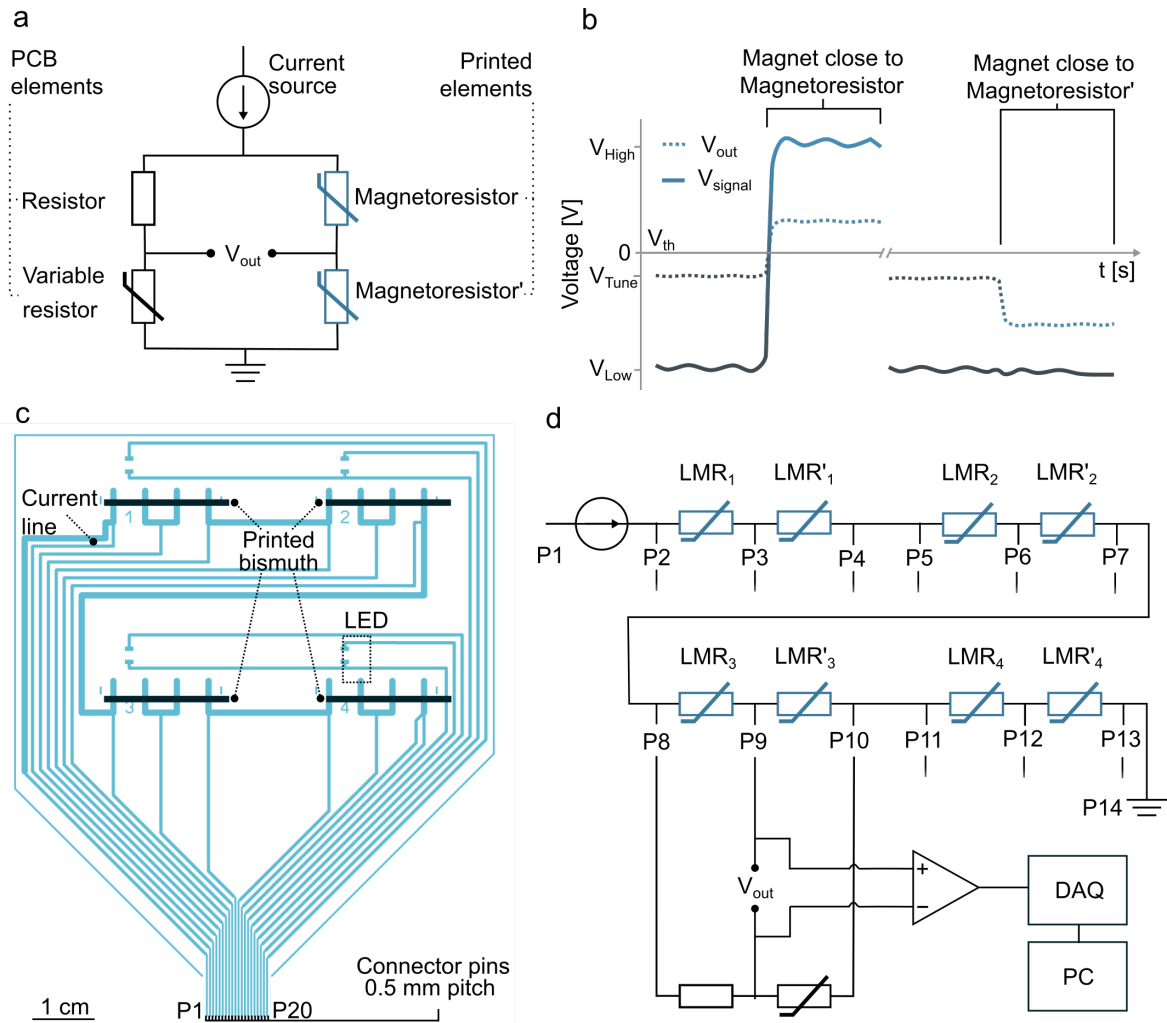 a
PCB
elements
Current
source
Printed
elements
Resistor
Magnetoresistor
Vout
Variable
resistor
Magnetoresistor'
b
Magnet close to
Magnetoresistor
Magnet close to
Magnetoresistor'
Voltage [V]
VHigh
Vout
Vsignal
0
Vth
VTune
t [s]
VLow
c
Current
line
1
2
Printed
bismuth
LED
3
4
Connector pins
0.5 mm pitch
1 cm
P1
P20
d
LMR1
LMR'1
LMR2
LMR'2
P1
P2
P3
P4
P5
P6
P7
LMR3
LMR'3
LMR4
LMR'4
P8
P9
P10
P11
P12
P13
P14
Vout
+
−
DAQ
PC